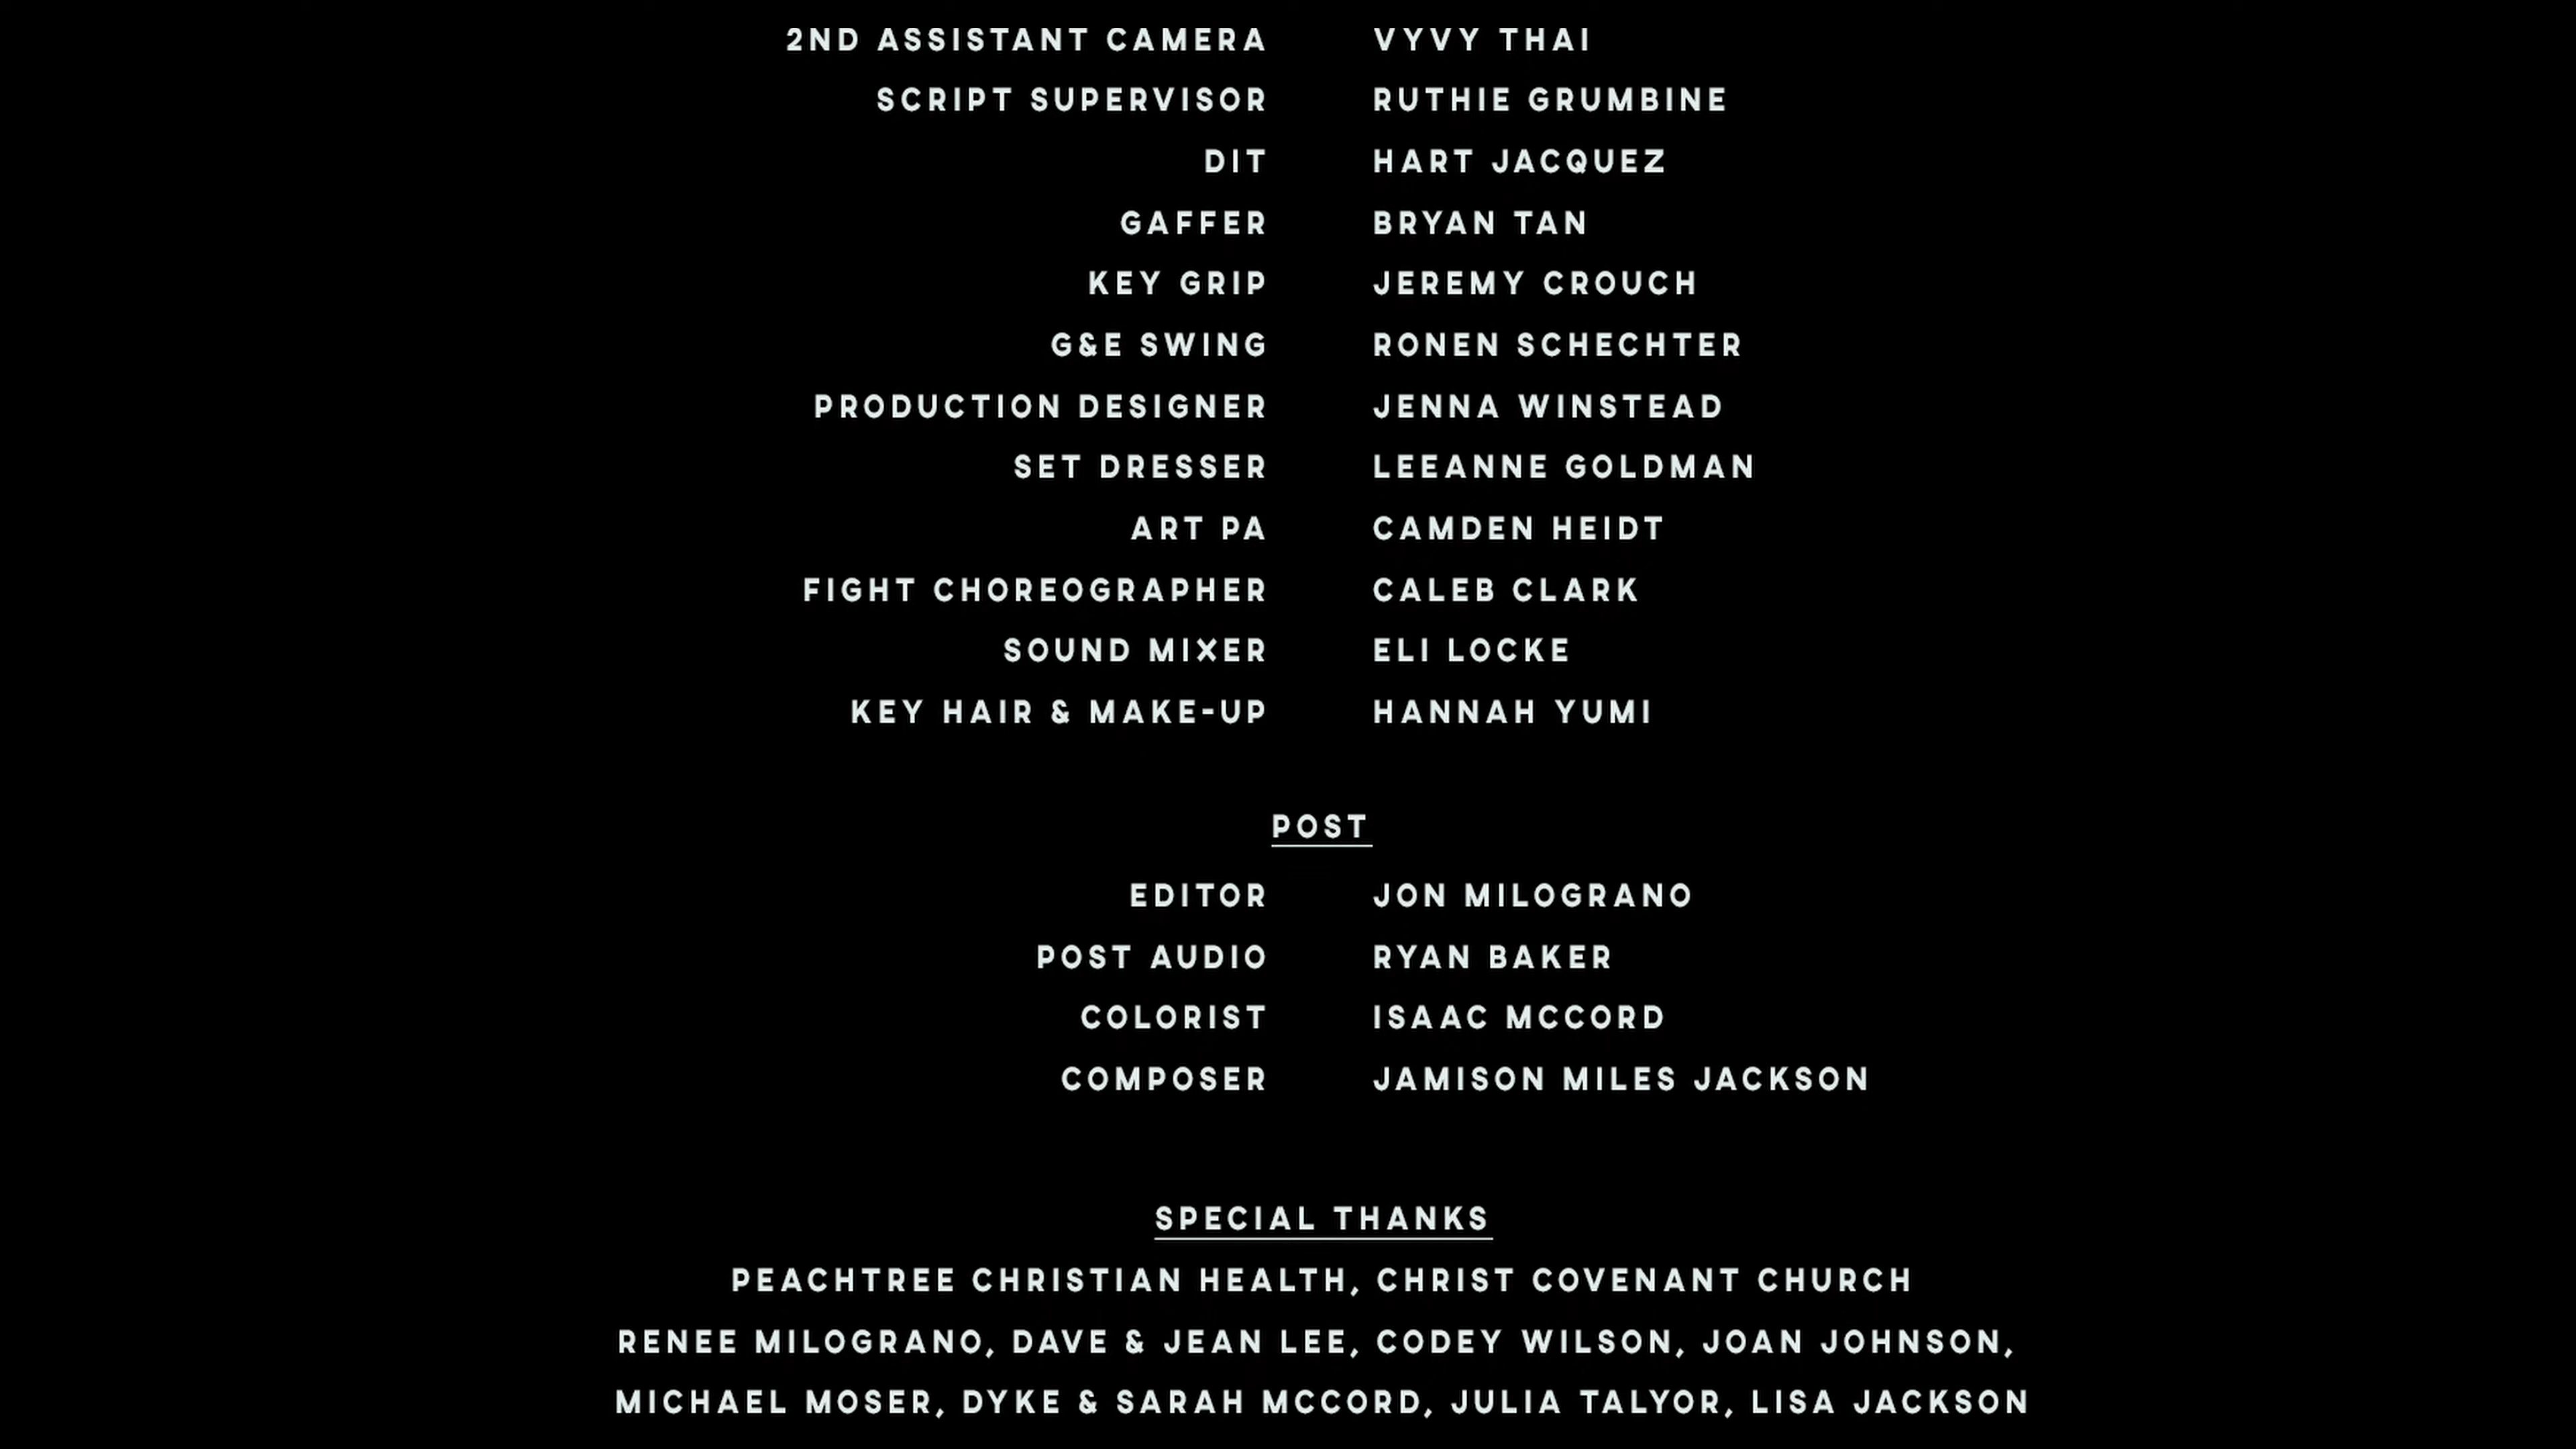 2ND ASSISTANT CAMERA VYVY THAI
SCRIPT SUPERVISOR RUTHIE GRUMBINE
DIT HART JACQUEZ
GAFFER BRYAN TAN
KEY GRIP JEREMY CROUCH
G&E SWING RONEN SCHECHTER
PRODUCTION DESIGNER JENNA WINSTEAD
SET DRESSER LEEANNE GOLDMAN
ART PA CAMDEN HEIDT
FIGHT CHOREOGRAPHER CALEB CLARK
SOUND MIXER ELI LOCKE
KEY HAIR & MAKE-UP HANNAH YUMI
POST
EDITOR JON MILOGRANO
POST AUDIO RYAN BAKER
COLORIST ISAAC MCCORD
COMPOSER JAMISON MILES JACKSON
SPECIAL THANKS
PEACHTREE CHRISTIAN HEALTH, CHRIST COVENANT CHURCH
RENEE MILOGRANO, DAVE & JEAN LEE, CODEY WILSON, JOAN JOHNSON,
MICHAEL MOSER, DYKE & SARAH MCCORD, JULIA TALYOR, LISA JACKSON